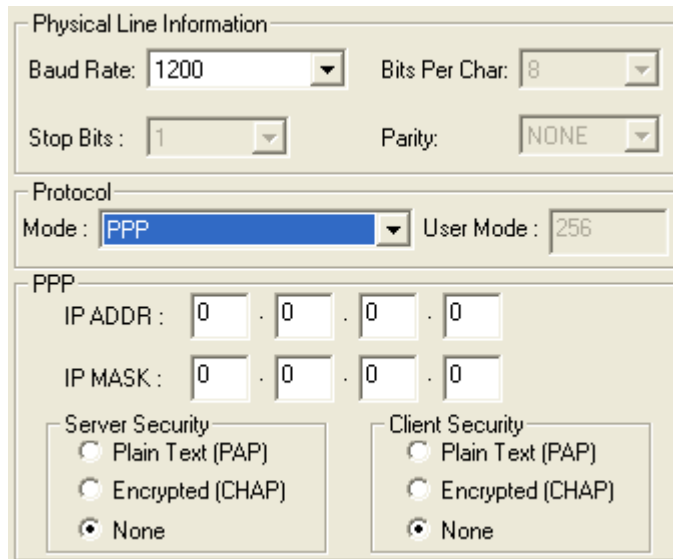 Physical Line Information
Baud Rate: 1200 Bits Per Char: 8
Stop Bits : 1 Parity: NONE
Protocol
Mode : PPP User Mode : 256
PPP
IP ADDR : 0 . 0 . 0 . 0
IP MASK : 0 . 0 . 0 . 0
Server Security Client Security
Plain Text (PAP) Plain Text (PAP)
Encrypted (CHAP) Encrypted (CHAP)
None None